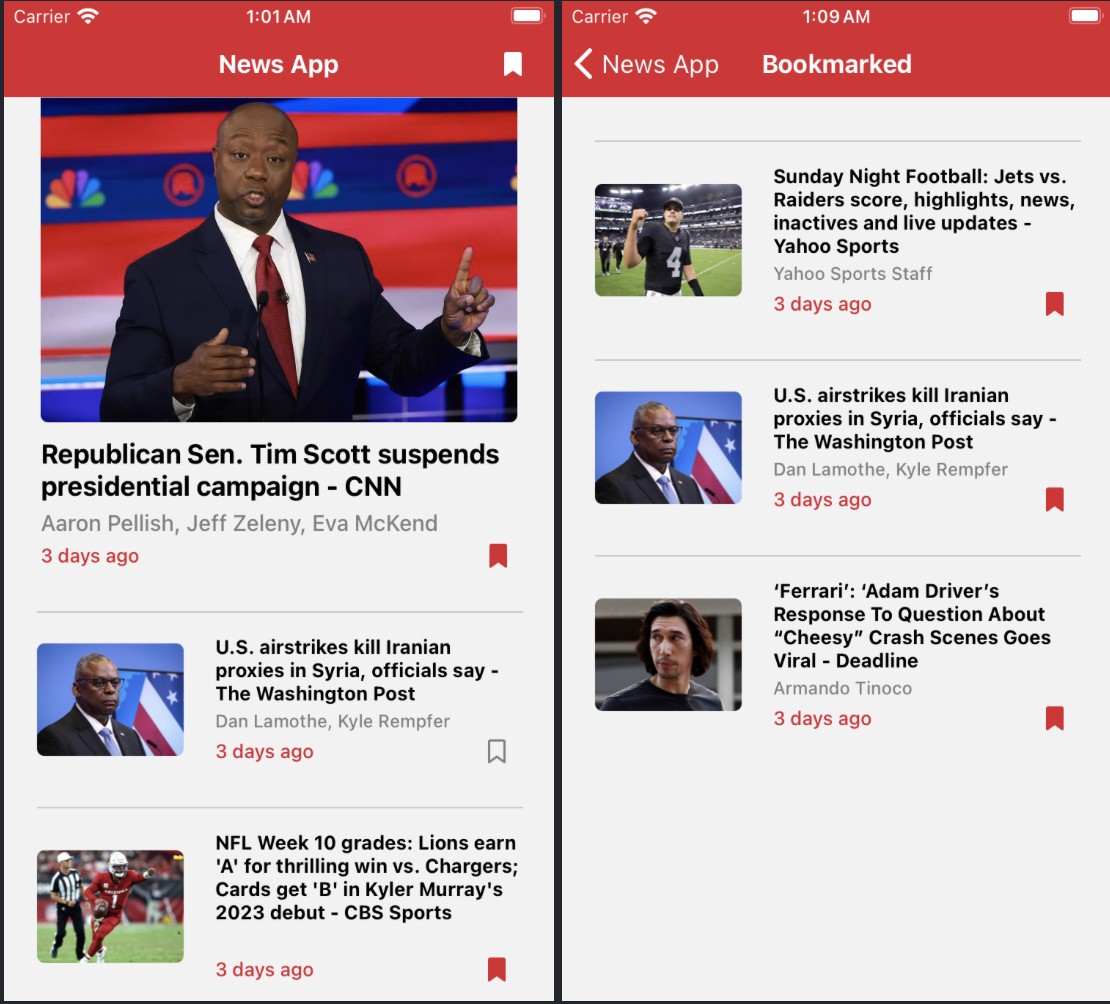 Carrier
1:01 AM
News App
Republican Sen. Tim Scott suspends
presidential campaign - CNN
Aaron Pellish, Jeff Zeleny, Eva McKend
3 days ago
U.S. airstrikes kill Iranian
proxies in Syria, officials say -
The Washington Post
Dan Lamothe, Kyle Rempfer
3 days ago
NFL Week 10 grades: Lions earn
'A' for thrilling win vs. Chargers;
Cards get 'B' in Kyler Murray's
2023 debut - CBS Sports
3 days ago
Carrier
1:09 AM
News App
Bookmarked
Sunday Night Football: Jets vs.
Raiders score, highlights, news,
inactives and live updates -
Yahoo Sports
Yahoo Sports Staff
3 days ago
4
U.S. airstrikes kill Iranian
proxies in Syria, officials say -
The Washington Post
Dan Lamothe, Kyle Rempfer
3 days ago
‘Ferrari’: ‘Adam Driver’s
Response To Question About
“Cheesy” Crash Scenes Goes
Viral - Deadline
Armando Tinoco
3 days ago